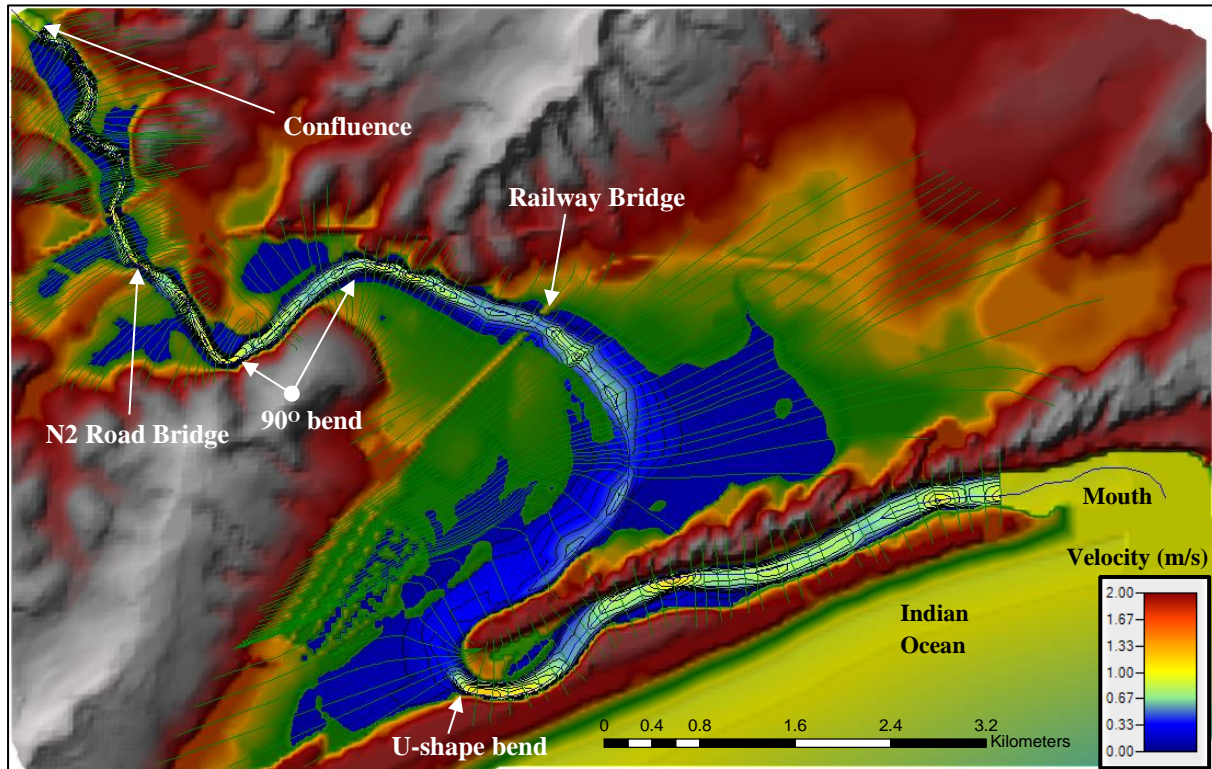 Confluence
Railway Bridge
N2 Road Bridge
90° bend
Mouth
Velocity (m/s)
2.00
1.67
1.33
1.00
0.67
0.33
0.00
Indian
Ocean
U-shape bend
0 0.4 0.8 1.6 2.4 3.2
Kilometers